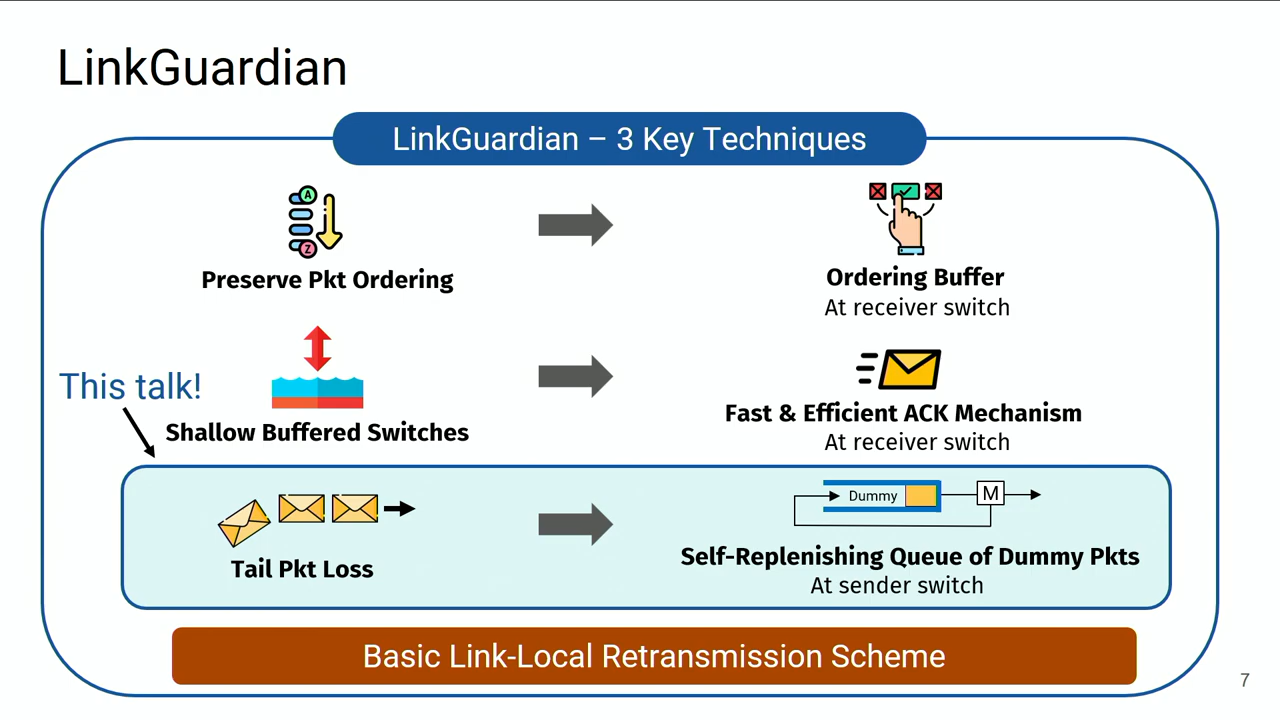 LinkGuardian
LinkGuardian – 3 Key Techniques
A
Z
Preserve Pkt Ordering
Ordering Buffer
At receiver switch
This talk!
Shallow Buffered Switches
Fast & Efficient ACK Mechanism
At receiver switch
Dummy
M
Tail Pkt Loss
Self-Replenishing Queue of Dummy Pkts
At sender switch
Basic Link-Local Retransmission Scheme
7